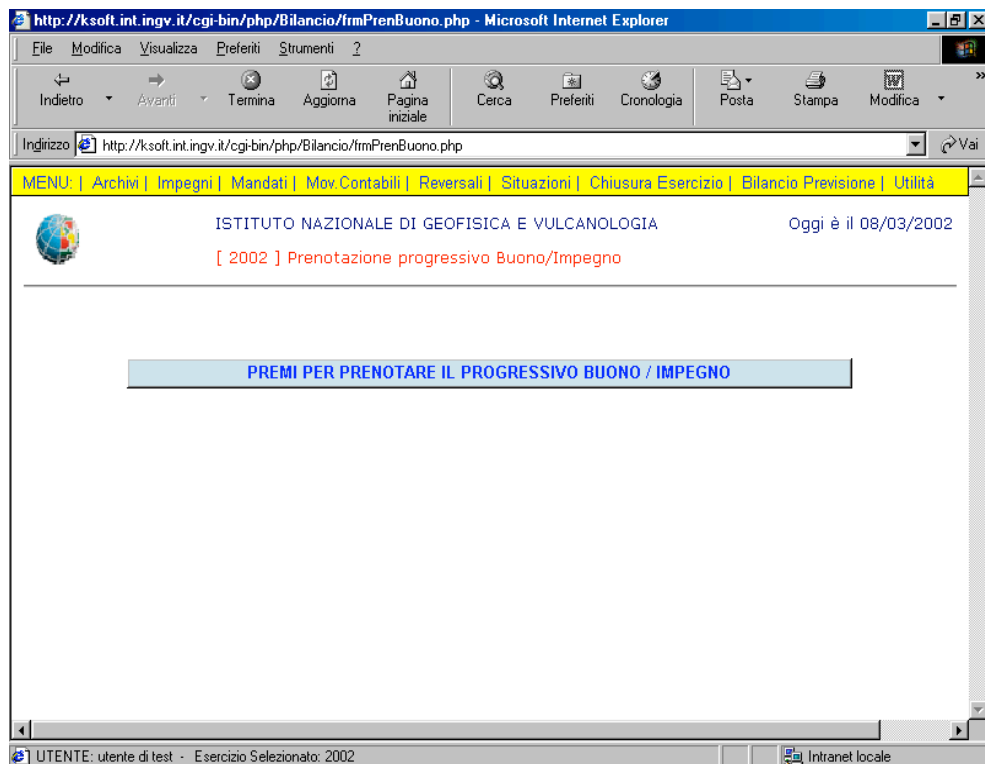 http://ksoft.int.ingv.it/cgi-bin/php/Bilancio/frmPrenBuono.php - Microsoft Internet Explorer
File Modifica Visualizza Preferiti Strumenti ?
Indietro Avanti Termina Aggiorna Pagina iniziale Cerca Preferiti Cronologia Posta Stampa Modifica »
Indirizzo http://ksoft.int.ingv.it/cgi-bin/php/Bilancio/frmPrenBuono.php Vai
MENU: | Archivi | Impegni | Mandati | Mov.Contabili | Reversali | Situazioni | Chiusura Esercizio | Bilancio Previsione | Utilità
ISTITUTO NAZIONALE DI GEOFISICA E VULCANOLOGIA Oggi è il 08/03/2002
[ 2002 ] Prenotazione progressivo Buono/Impegno
PREMI PER PRENOTARE IL PROGRESSIVO BUONO / IMPEGNO
UTENTE: utente di test - Esercizio Selezionato: 2002 Intranet locale